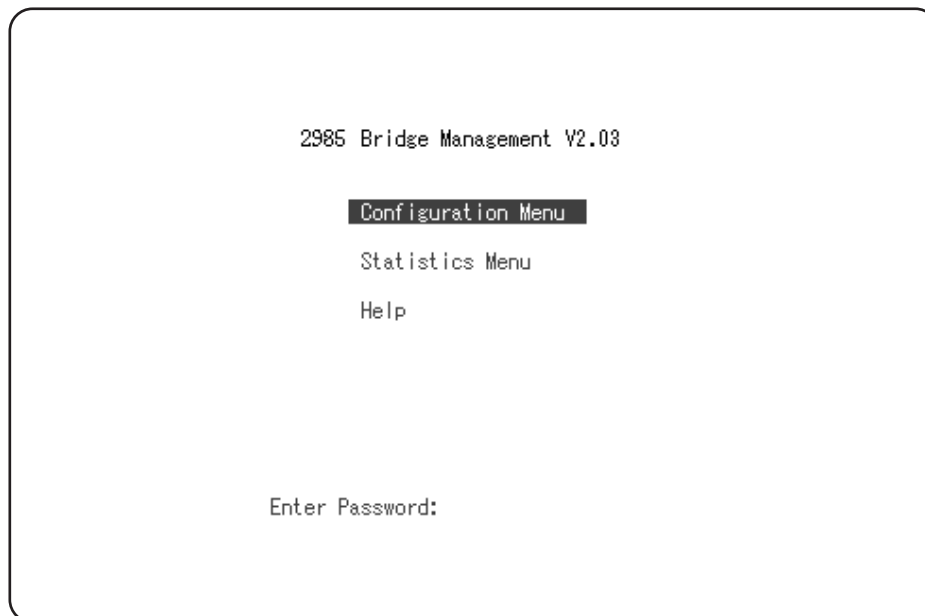 2985 Bridge Management V2.03
Configuration Menu
Statistics Menu
Help
Enter Password: